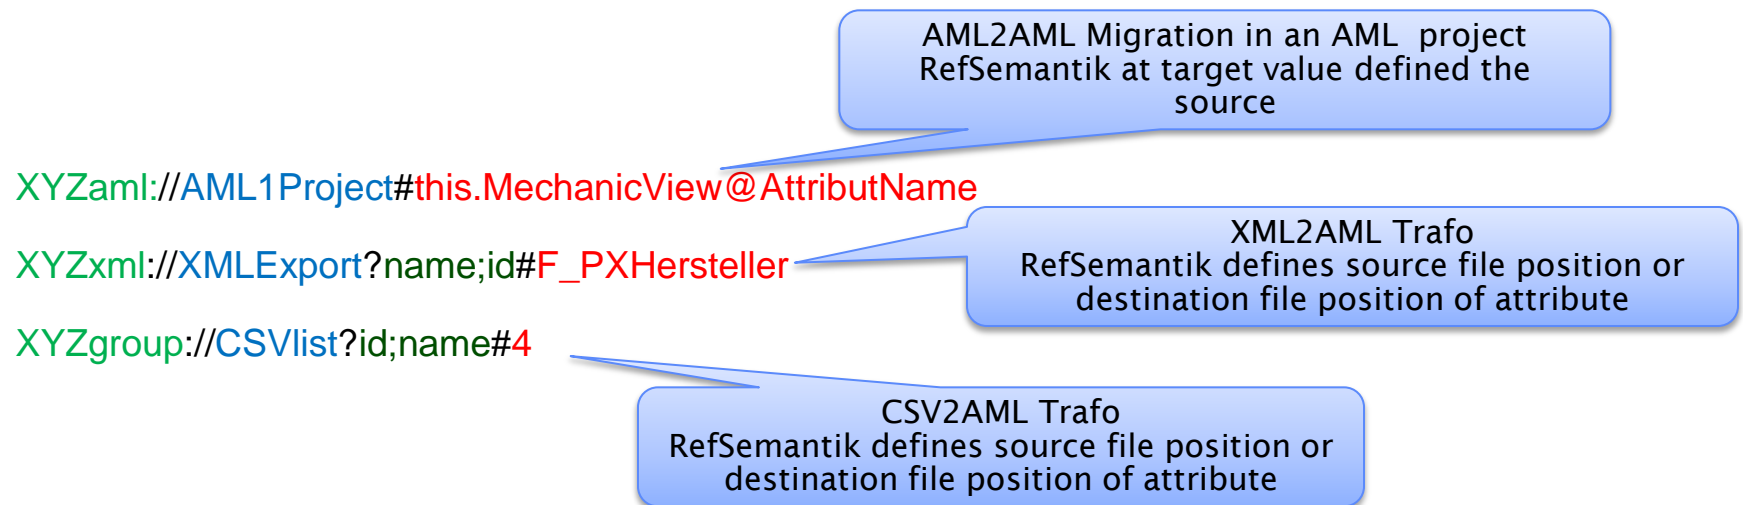 AML2AML Migration in an AML project
RefSemantik at target value defined the
source
XYZaml://AML1Project#this.MechanicView@AttributName
XML2AML Trafo
RefSemantik defines source file position or
destination file position of attribute
XYZxml://XMLExport?name;id#F_PXHersteller
XYZgroup://CSVlist?id;name#4
CSV2AML Trafo
RefSemantik defines source file position or
destination file position of attribute